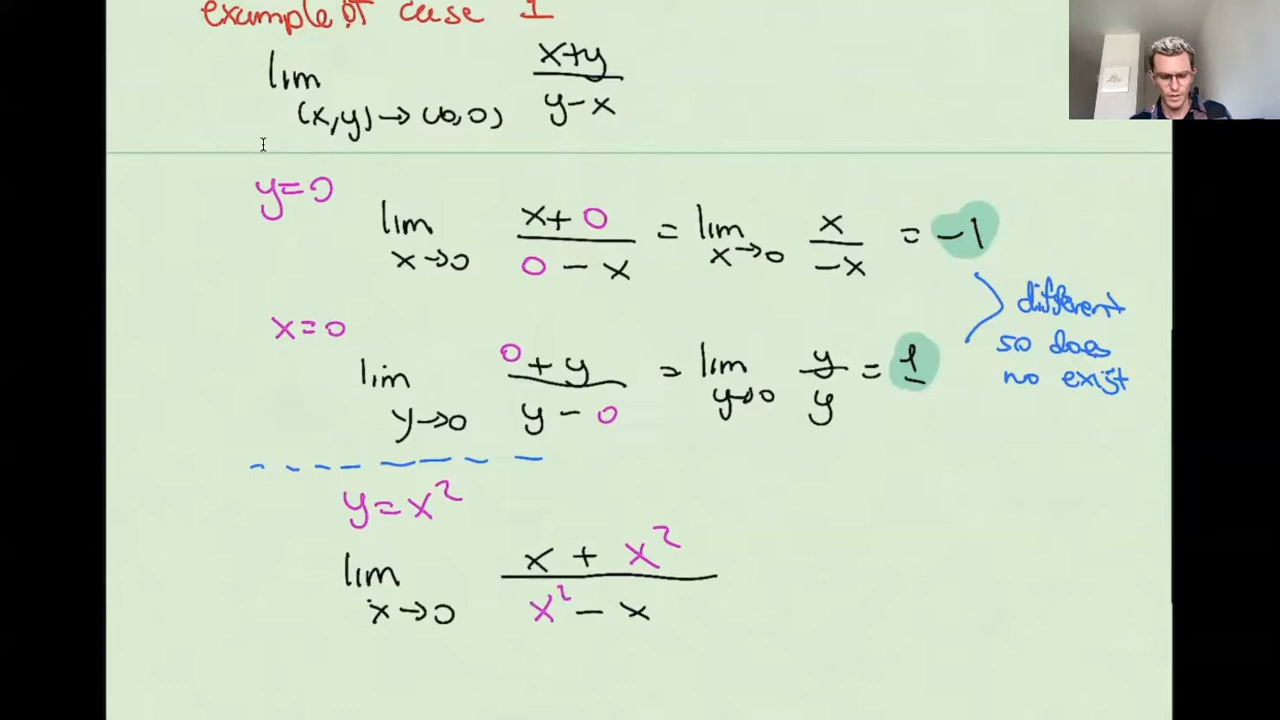 example of case 1
lim (x,y)→(0,0) x+y / y-x
y=0
lim x→0 x+0 / 0-x = lim x→0 x / -x = -1
x=0
lim y→0 0+y / y-0 = lim y→0 y / y = 1
different
so does
no exist
y=x²
lim x→0 x+x² / x²-x